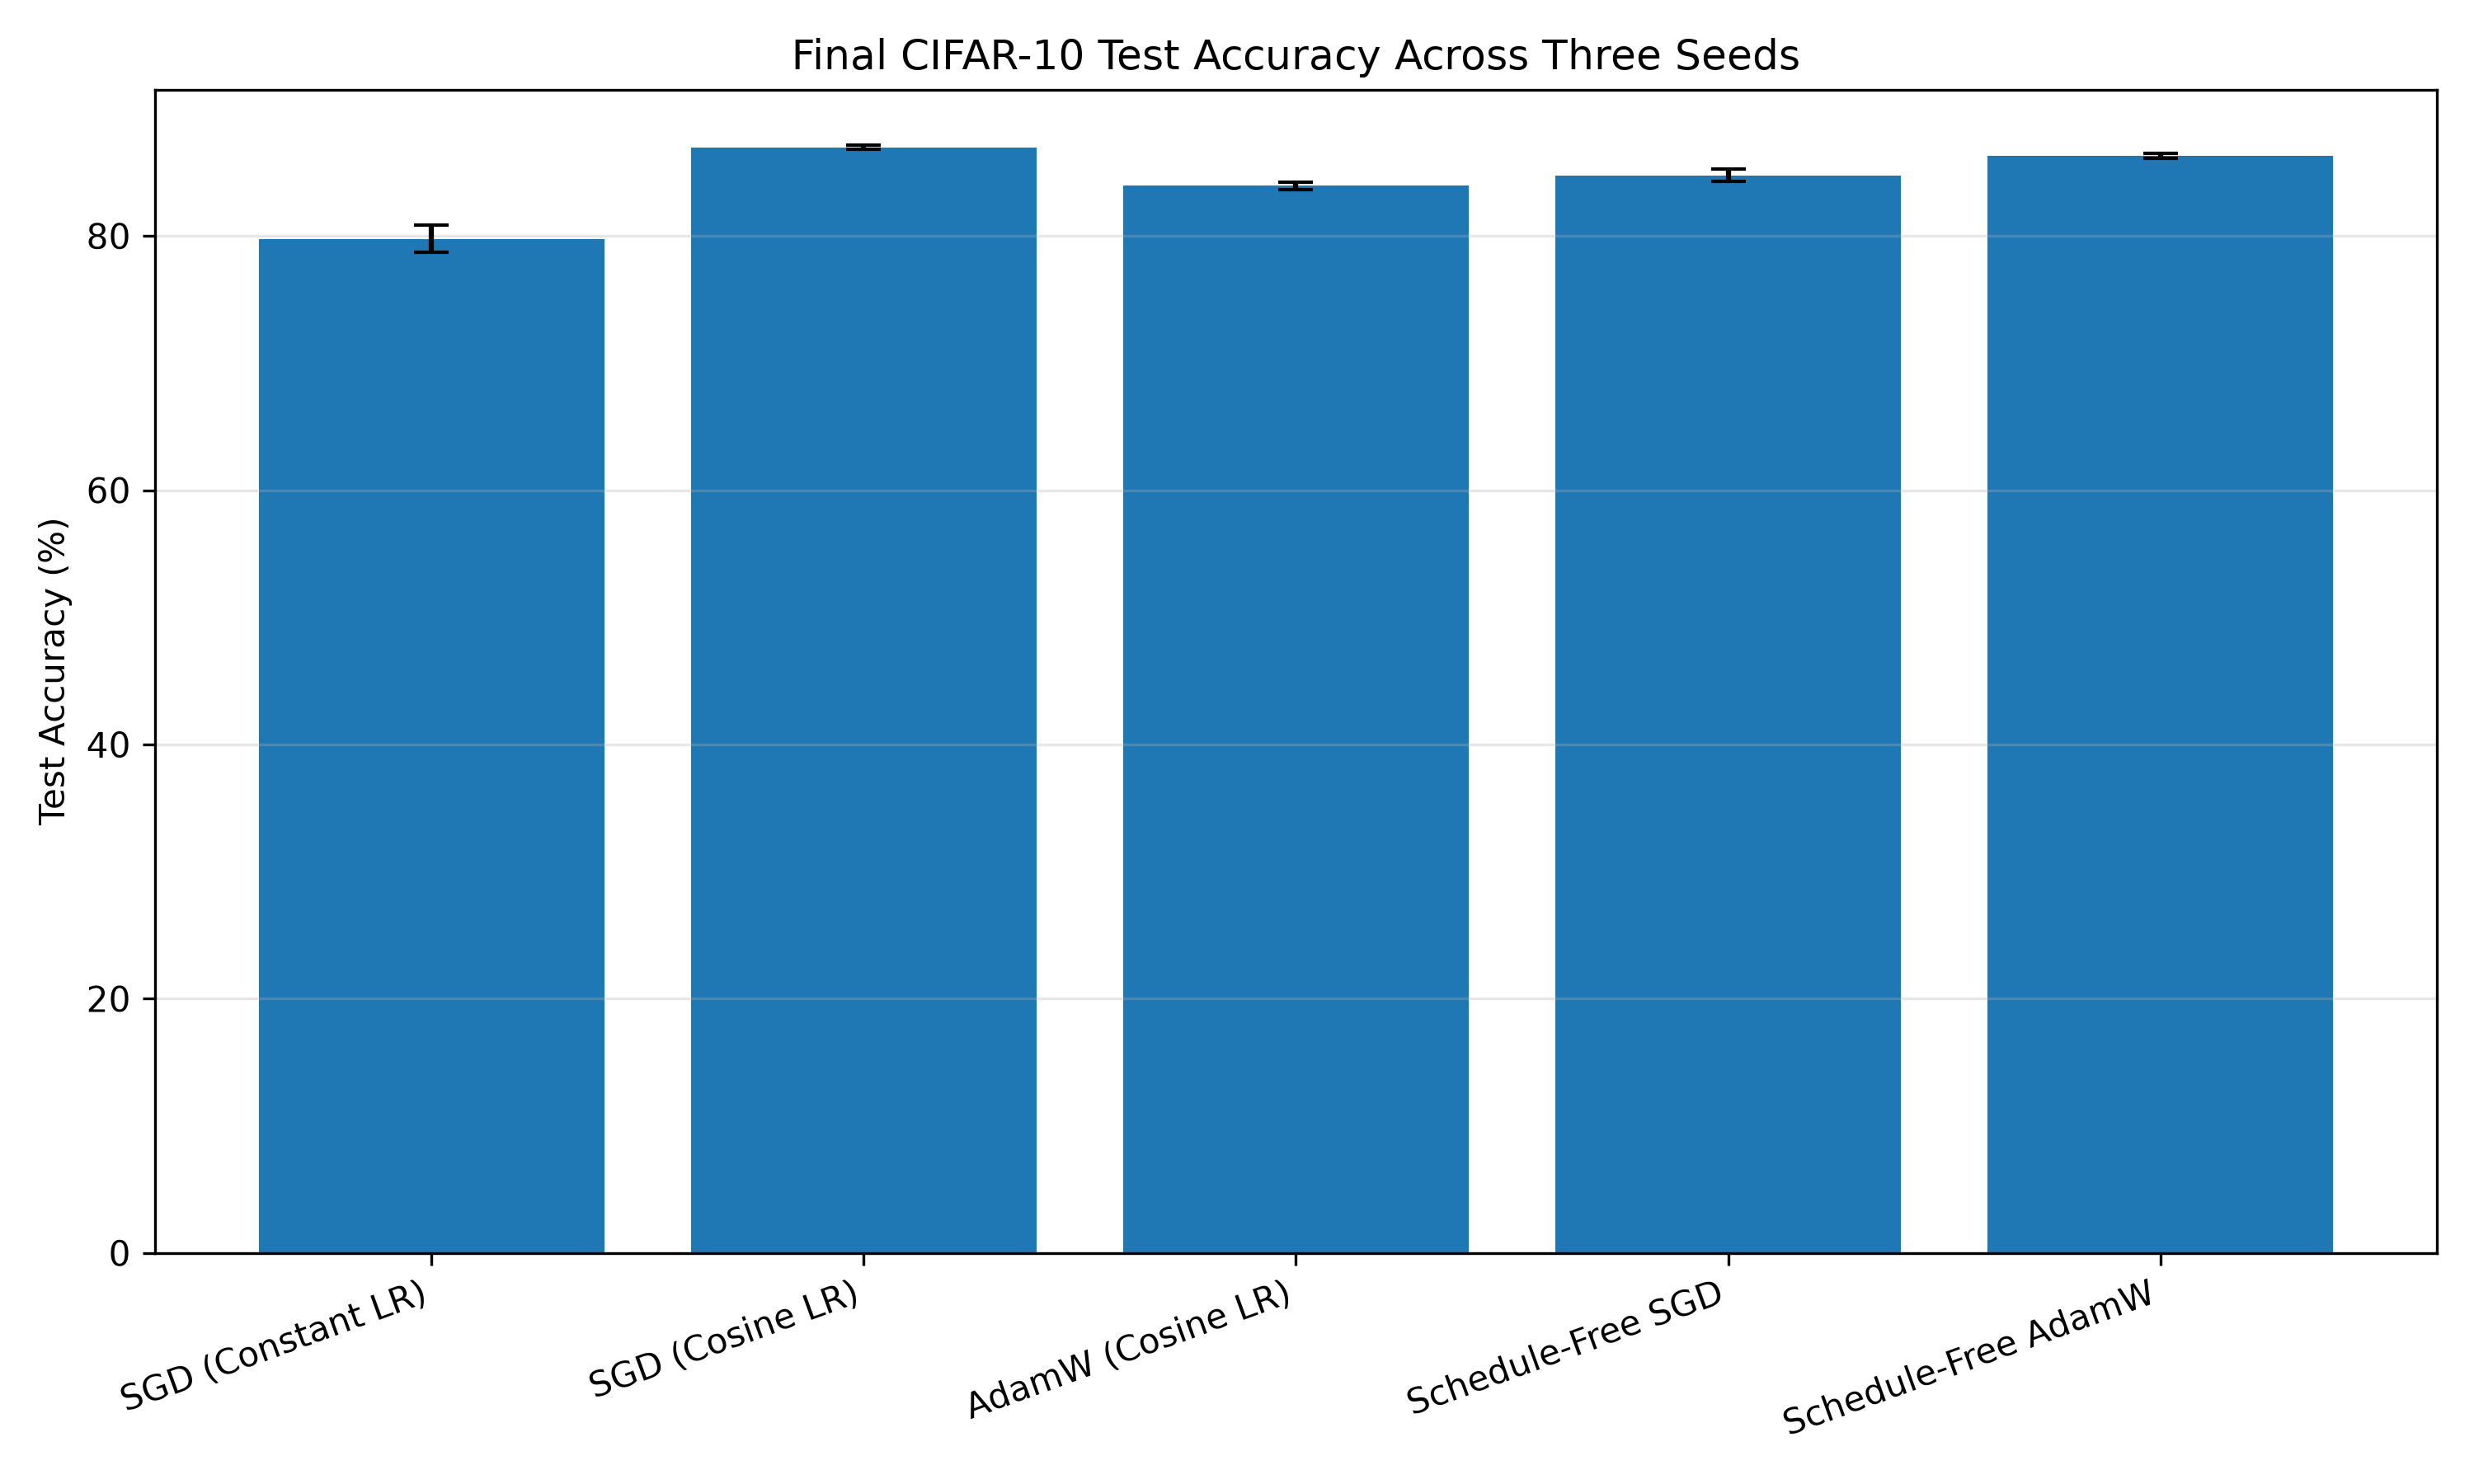 Final CIFAR-10 Test Accuracy Across Three Seeds
Test Accuracy (%)
80
60
40
20
0
SGD (Constant LR)
SGD (Cosine LR)
AdamW (Cosine LR)
Schedule-Free SGD
Schedule-Free AdamW